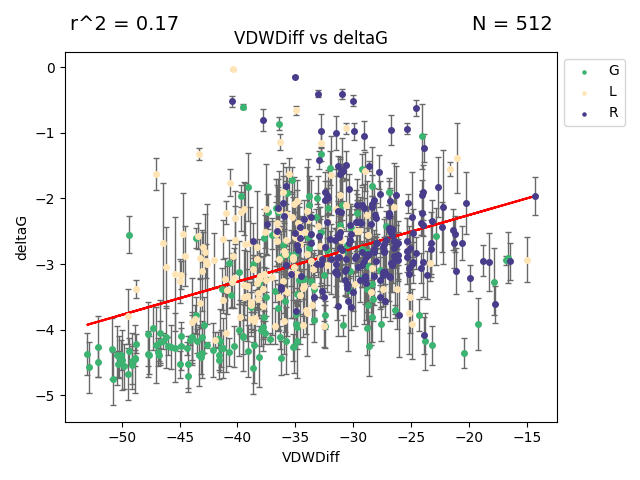 r^2 = 0.17 N = 512
VDWDiff vs deltaG
G
L
R
0
−1
−2
−3
−4
−5
deltaG
−50 −45 −40 −35 −30 −25 −20 −15
VDWDiff